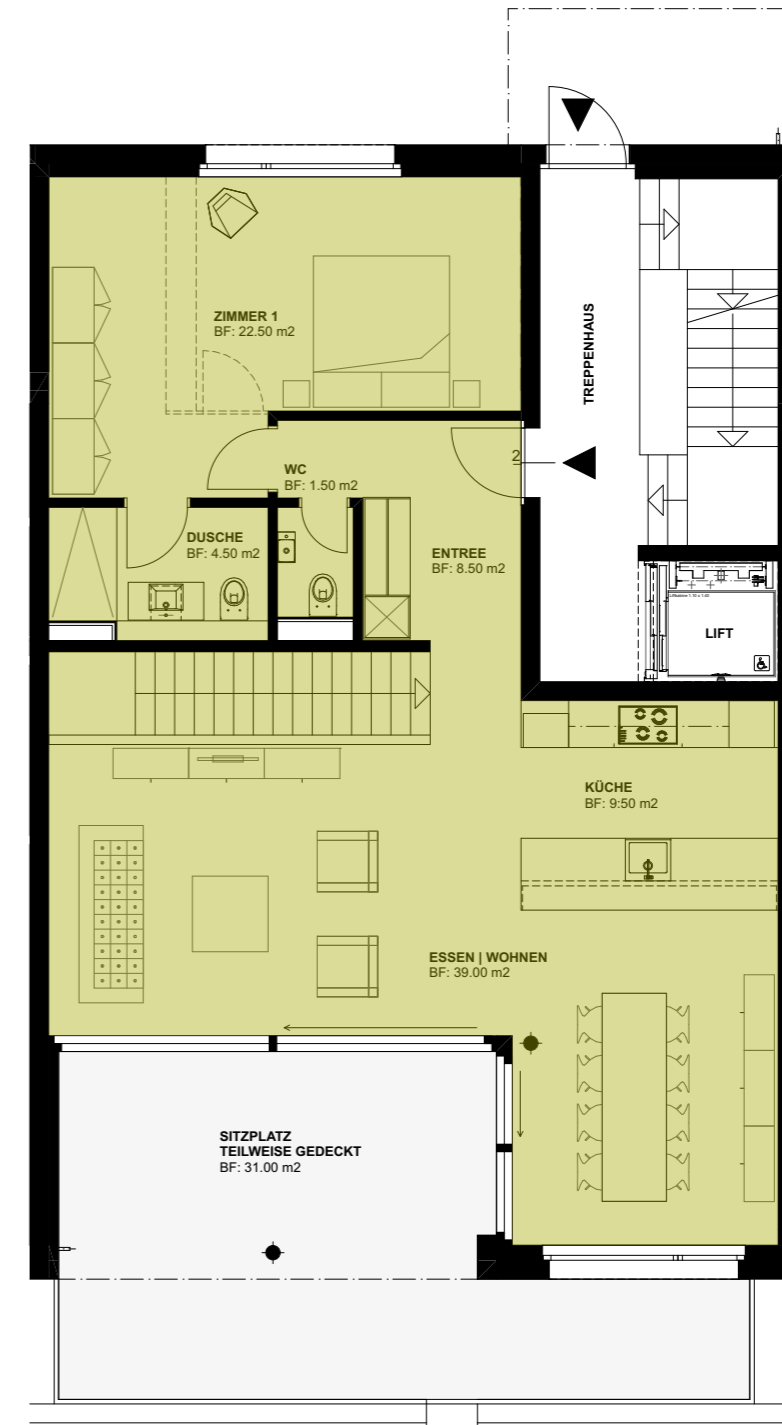 ZIMMER 1
BF: 22.50 m2
TREPPENHAUS
2
WC
BF: 1.50 m2
DUSCHE
BF: 4.50 m2
ENTREE
BF: 8.50 m2
LIFT
KÜCHE
BF: 9:50 m2
ESSEN | WOHNEN
BF: 39.00 m2
SITZPLATZ
TEILWEISE GEDECKT
BF: 31.00 m2